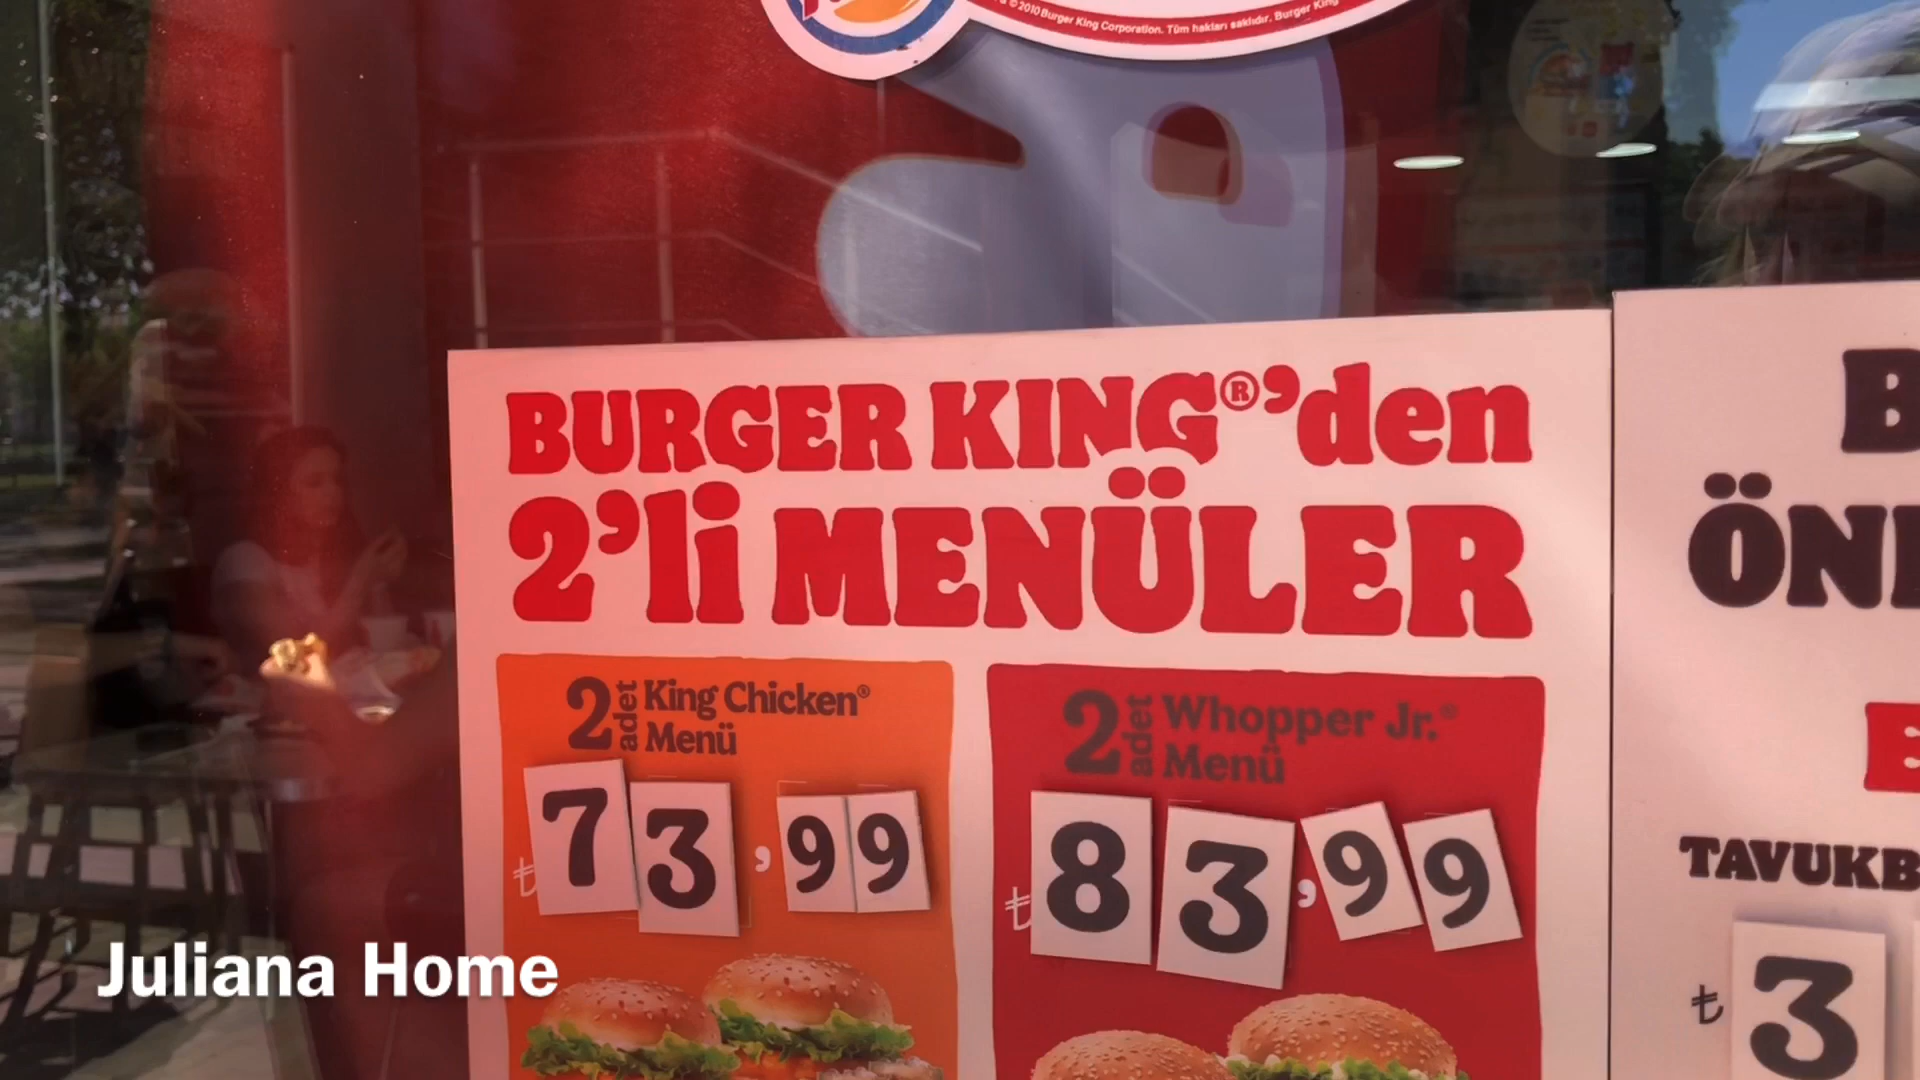 © 2010 Burger King Corporation. Tüm hakları saklıdır. Burger King
BURGER KING®'den
2'li MENÜLER
2 adet King Chicken®
Menü
₺73,99
2 adet Whopper Jr.®
Menü
₺83,99
B
ÖN
E
TAVUKB
₺3
Juliana Home